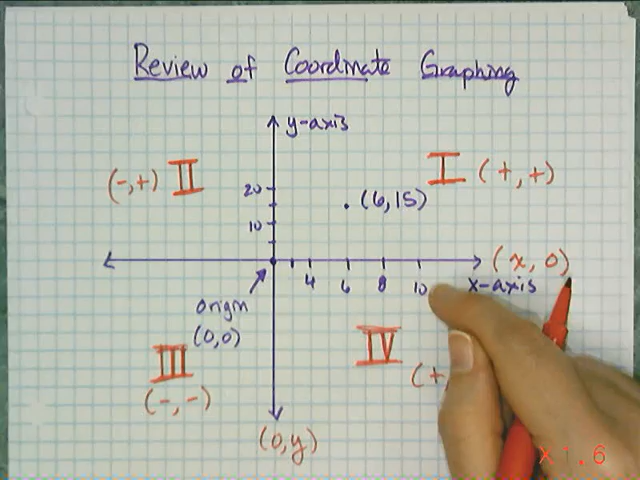 Review of Coordinate Graphing
y-axis
(-,+) II
I (+,+)
20
. (6,15)
10
(x, 0)
4 6 8 10
x-axis
origin
(0,0)
III
(-,-)
IV
(+
(0,y)
x1.6